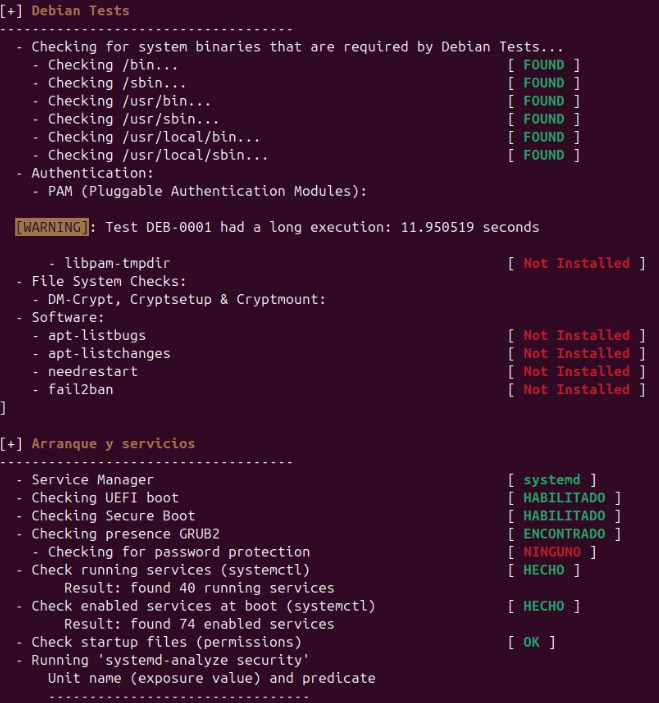 [+] Debian Tests
------------------------------------
- Checking for system binaries that are required by Debian Tests...
- Checking /bin... [ FOUND ]
- Checking /sbin... [ FOUND ]
- Checking /usr/bin... [ FOUND ]
- Checking /usr/sbin... [ FOUND ]
- Checking /usr/local/bin... [ FOUND ]
- Checking /usr/local/sbin... [ FOUND ]
- Authentication:
- PAM (Pluggable Authentication Modules):
[WARNING]: Test DEB-0001 had a long execution: 11.950519 seconds
- libpam-tmpdir [ Not Installed ]
- File System Checks:
- DM-Crypt, Cryptsetup & Cryptmount:
- Software:
- apt-listbugs [ Not Installed ]
- apt-listchanges [ Not Installed ]
- needrestart [ Not Installed ]
- fail2ban [ Not Installed ]
]
[+] Arranque y servicios
------------------------------------
- Service Manager [ systemd ]
- Checking UEFI boot [ HABILITADO ]
- Checking Secure Boot [ HABILITADO ]
- Checking presence GRUB2 [ ENCONTRADO ]
- Checking for password protection [ NINGUNO ]
- Check running services (systemctl) [ HECHO ]
Result: found 40 running services
- Check enabled services at boot (systemctl) [ HECHO ]
Result: found 74 enabled services
- Check startup files (permissions) [ OK ]
- Running 'systemd-analyze security'
Unit name (exposure value) and predicate
--------------------------------